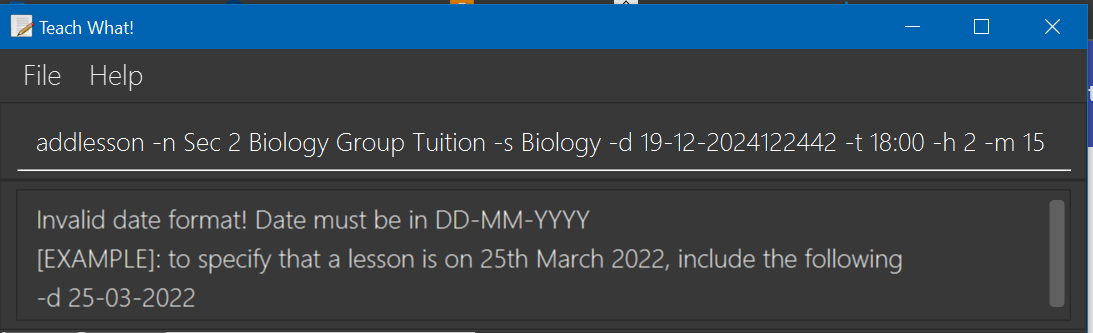 Teach What!
File Help
addlesson -n Sec 2 Biology Group Tuition -s Biology -d 19-12-2024122442 -t 18:00 -h 2 -m 15
Invalid date format! Date must be in DD-MM-YYYY
[EXAMPLE]: to specify that a lesson is on 25th March 2022, include the following
-d 25-03-2022